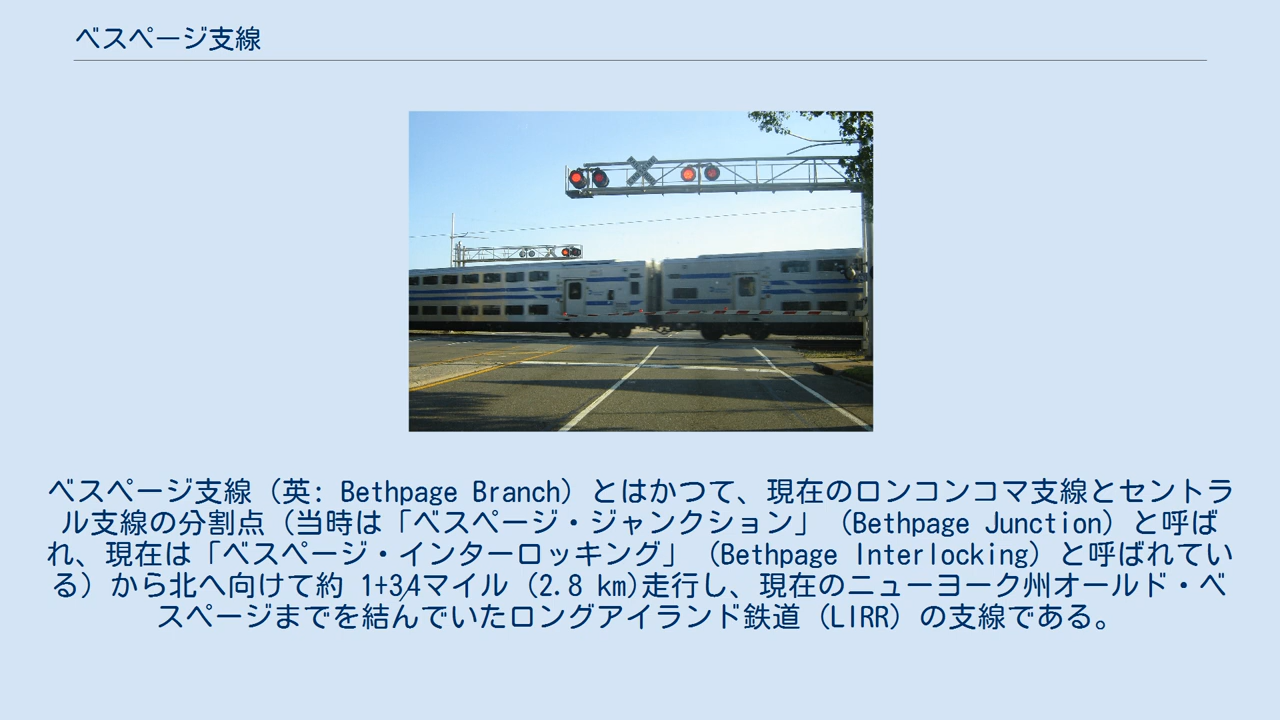 ベスページ支線
ベスページ支線（英: Bethpage Branch）とはかつて、現在のロンコンコマ支線とセントラ
ル支線の分割点（当時は「ベスページ・ジャンクション」（Bethpage Junction）と呼ば
れ、現在は「ベスページ・インターロッキング」（Bethpage Interlocking）と呼ばれてい
る）から北へ向けて約 1+3⁄4マイル (2.8 km)走行し、現在のニューヨーク州オールド・ベ
スページまでを結んでいたロングアイランド鉄道（LIRR）の支線である。